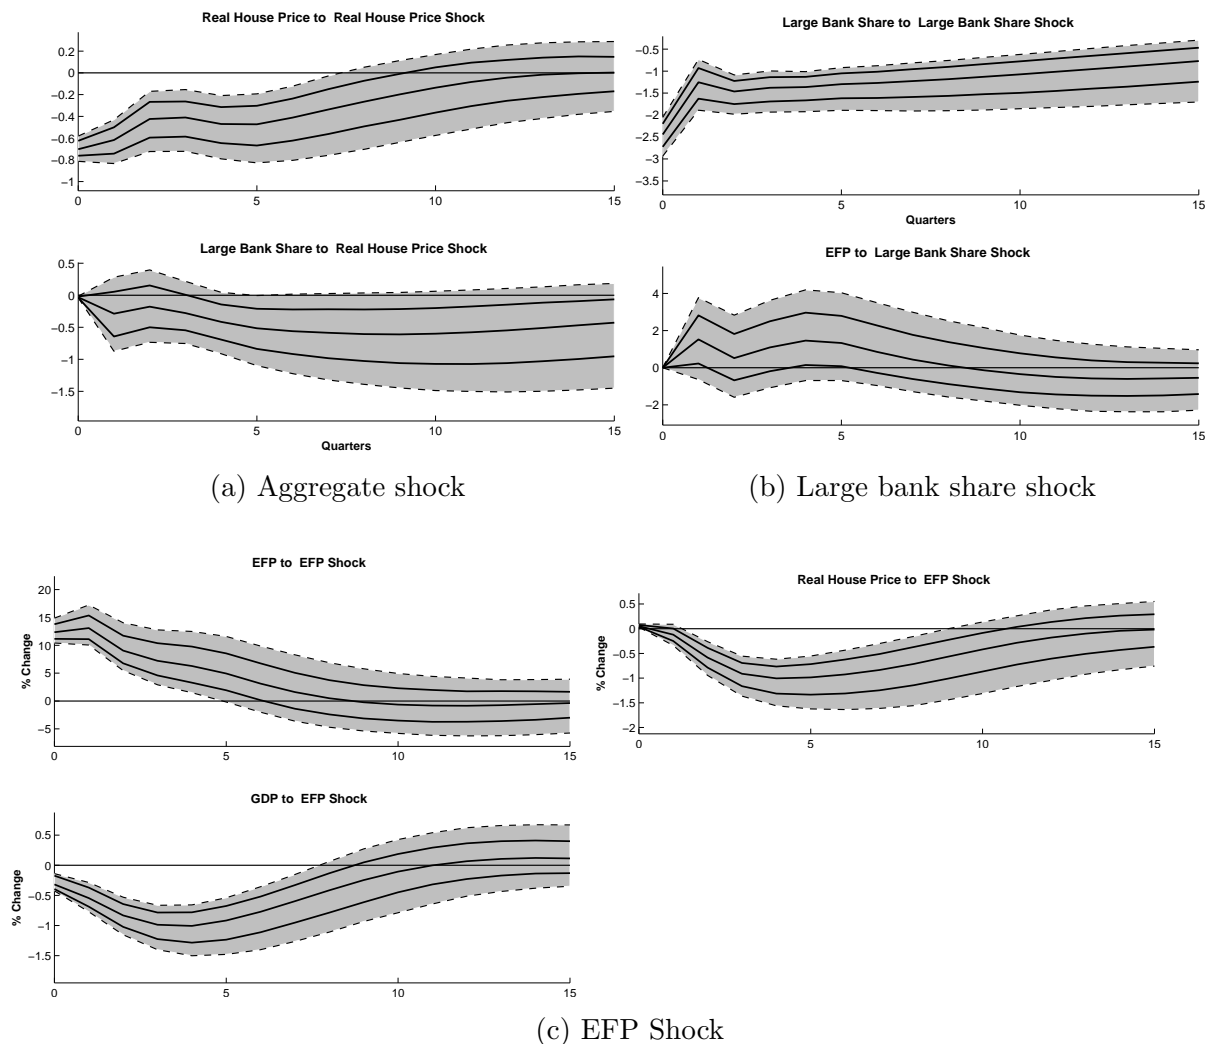 Real House Price to Real House Price Shock
0.2
0
−0.2
−0.4
−0.6
−0.8
−1
0 5 10 15
Large Bank Share to Real House Price Shock
0.5
0
−0.5
−1
−1.5
0 5 10 15
Quarters
(a) Aggregate shock
Large Bank Share to Large Bank Share Shock
−0.5
−1
−1.5
−2
−2.5
−3
−3.5
0 5 10 15
Quarters
EFP to Large Bank Share Shock
4
2
0
−2
0 5 10 15
(b) Large bank share shock
EFP to EFP Shock
% Change
20
15
10
5
0
−5
0 5 10 15
Real House Price to EFP Shock
% Change
0.5
0
−0.5
−1
−1.5
−2
0 5 10 15
GDP to EFP Shock
% Change
0.5
0
−0.5
−1
−1.5
0 5 10 15
(c) EFP Shock